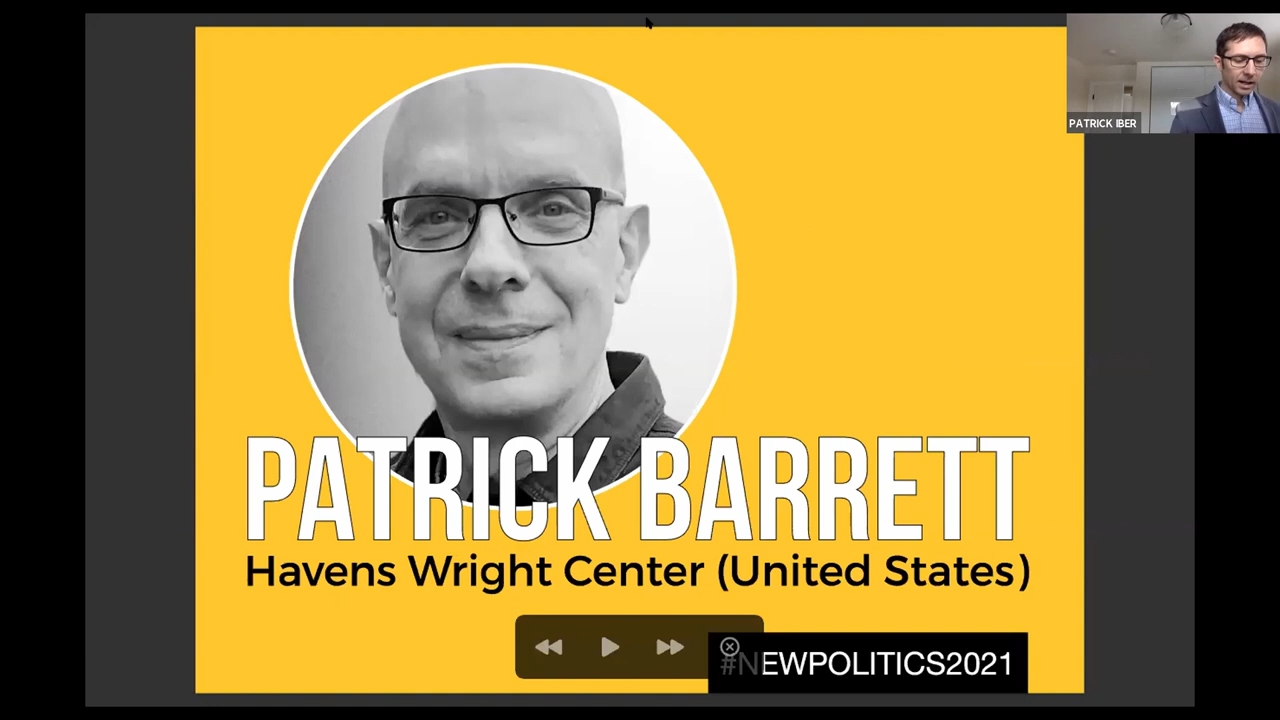 PATRICK IBER
PATRICK BARRETT
Havens Wright Center (United States)
#NEWPOLITICS2021